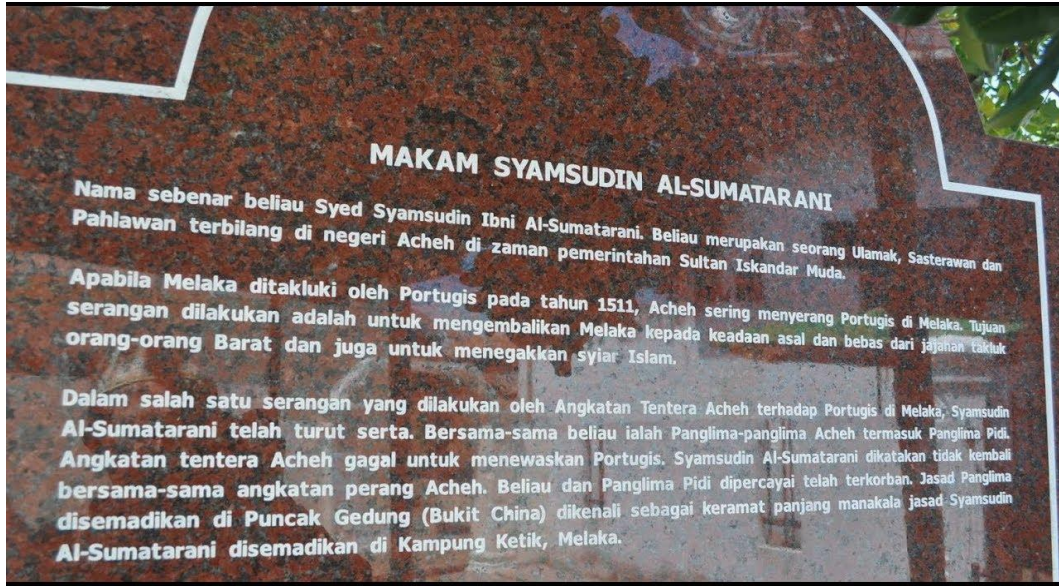 MAKAM SYAMSUDIN AL-SUMATARANI
Nama sebenar beliau Syed Syamsudin Ibni Al-Sumatarani. Beliau merupakan seorang Ulamak, Sasterawan dan
Pahlawan terbilang di negeri Acheh di zaman pemerintahan Sultan Iskandar Muda.
Apabila Melaka ditakluki oleh Portugis pada tahun 1511, Acheh sering menyerang Portugis di Melaka. Tujuan
serangan dilakukan adalah untuk mengembalikan Melaka kepada keadaan asal dan bebas dari jajahan takluk
orang-orang Barat dan juga untuk menegakkan syiar Islam.
Dalam salah satu serangan yang dilakukan oleh Angkatan Tentera Acheh terhadap Portugis di Melaka, Syamsudin
Al-Sumatarani telah turut serta. Bersama-sama beliau ialah Panglima-panglima Acheh termasuk Panglima Pidi.
Angkatan tentera Acheh gagal untuk menewaskan Portugis. Syamsudin Al-Sumatarani dikatakan tidak kembali
bersama-sama angkatan perang Acheh. Beliau dan Panglima Pidi dipercayai telah terkorban. Jasad Panglima
disemadikan di Puncak Gedung (Bukit China) dikenali sebagai keramat panjang manakala jasad Syamsudin
Al-Sumatarani disemadikan di Kampung Ketik, Melaka.